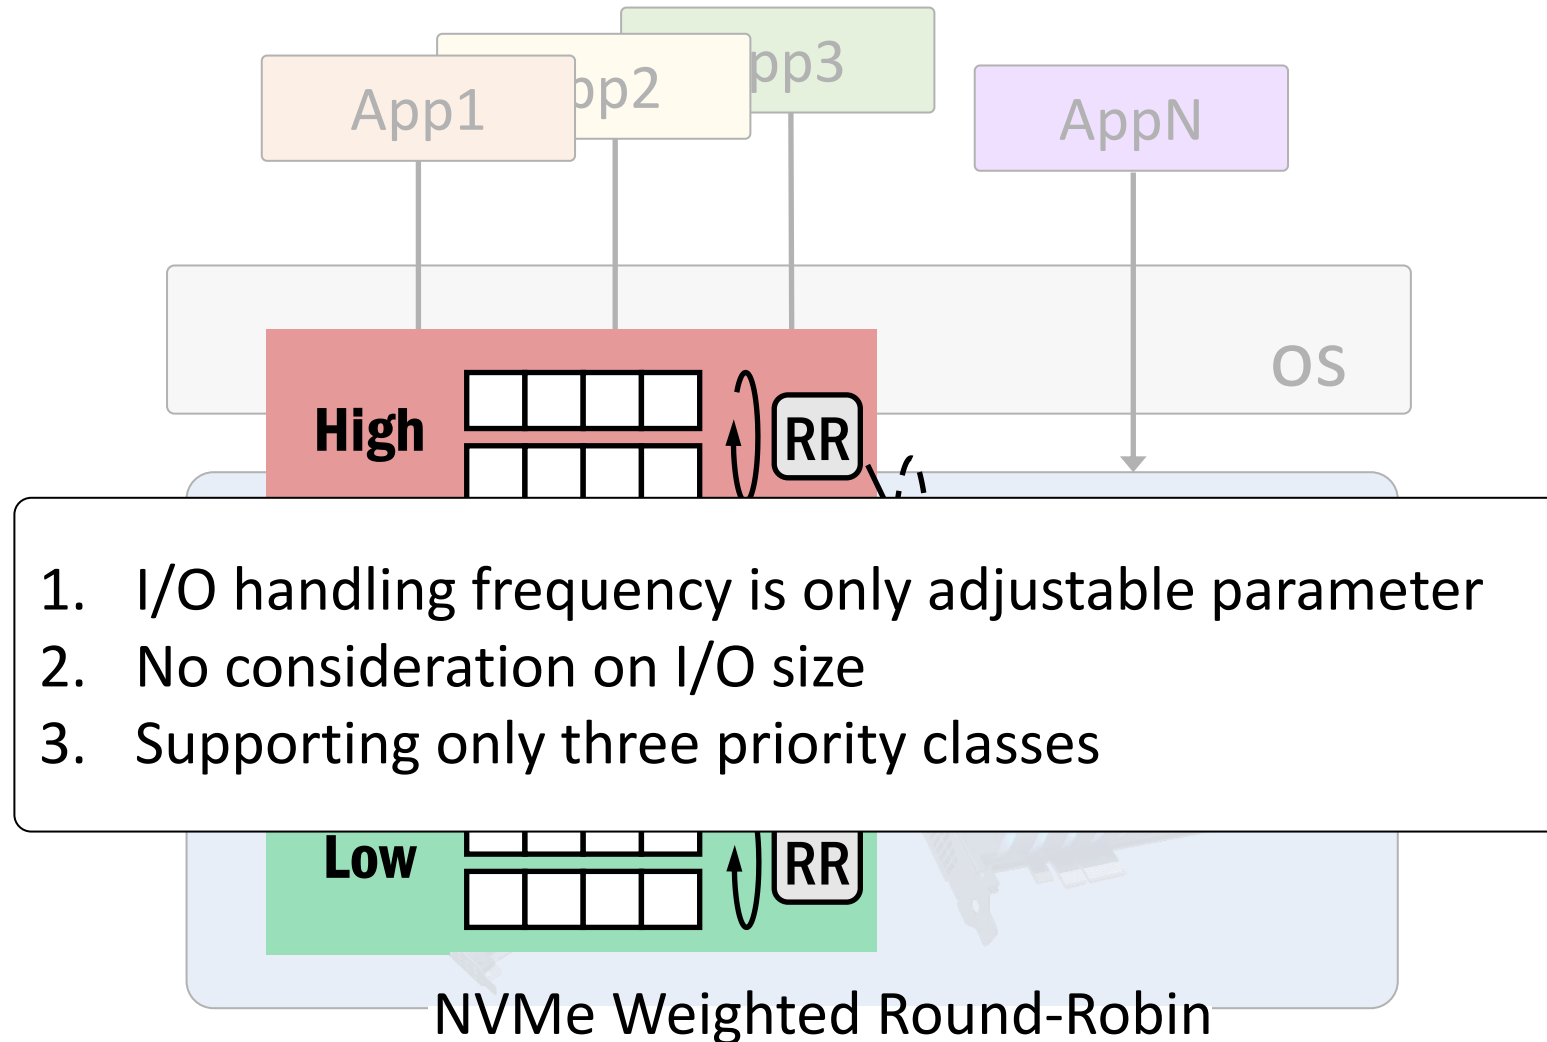 App1
pp2
pp3
AppN
OS
High
RR
1. I/O handling frequency is only adjustable parameter
2. No consideration on I/O size
3. Supporting only three priority classes
Low
RR
NVMe Weighted Round-Robin